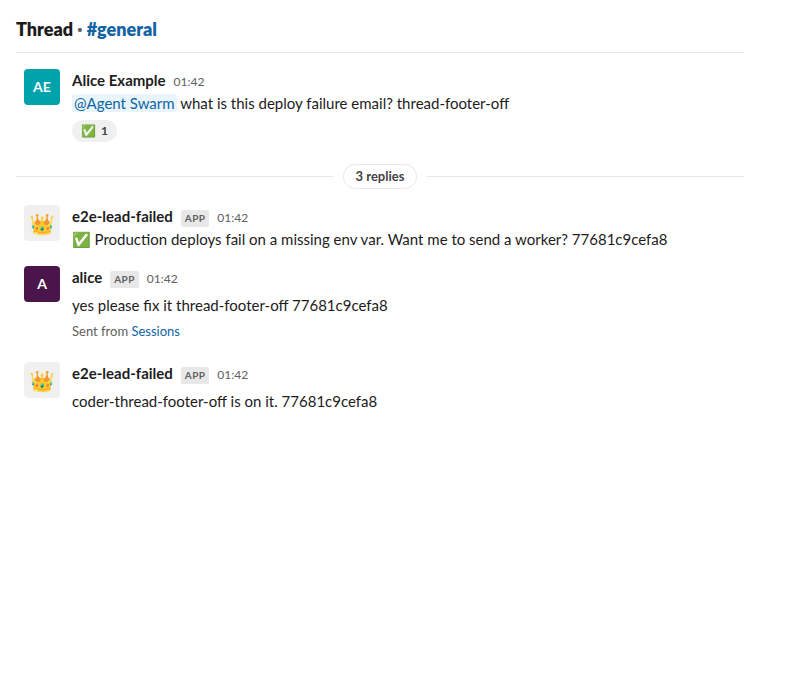 Thread • #general
AE
Alice Example 01:42
@Agent Swarm what is this deploy failure email? thread-footer-off
✅ 1
3 replies
e2e-lead-failed APP 01:42
✅ Production deploys fail on a missing env var. Want me to send a worker? 77681c9cefa8
A
alice APP 01:42
yes please fix it thread-footer-off 77681c9cefa8
Sent from Sessions
e2e-lead-failed APP 01:42
coder-thread-footer-off is on it. 77681c9cefa8